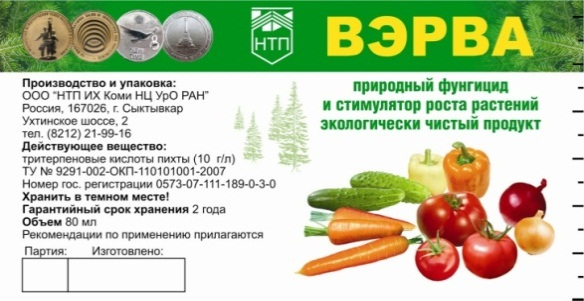 НТП
ВЭРВА
природный фунгицид
и стимулятор роста растений
экологически чистый продукт
Производство и упаковка:
ООО "НТП ИХ Коми НЦ УрО РАН"
Россия, 167026, г. Сыктывкар
Ухтинское шоссе, 2
тел. (8212) 21-99-16
Действующее вещество:
тритерпеновые кислоты пихты (10 г/л)
ТУ № 9291-002-ОКП-110101001-2007
Номер гос. регистрации 0573-07-111-189-0-3-0
Хранить в темном месте!
Гарантийный срок хранения 2 года
Объем 80 мл
Рекомендации по применению прилагаются
Партия: Изготовлено: